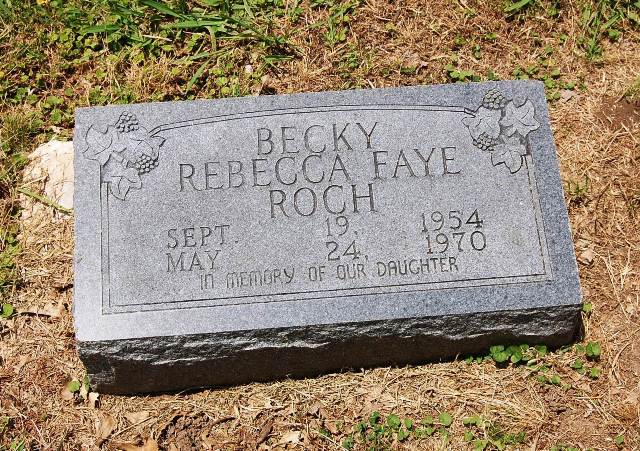 BECKY
REBECCA FAYE
ROCH
SEPT. 19, 1954
MAY 24, 1970
IN MEMORY OF OUR DAUGHTER